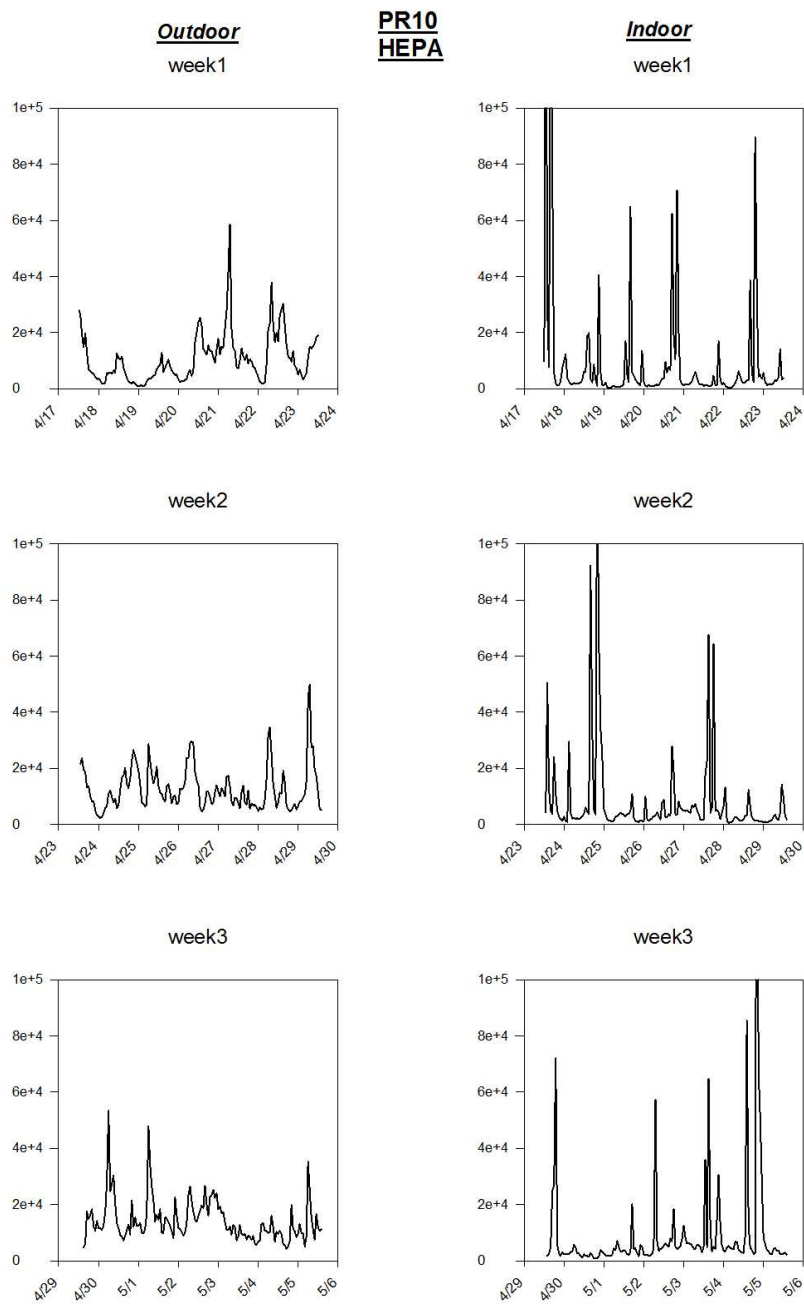 PR10
HEPA
Outdoor
Indoor
week1
week1
1e+5
8e+4
6e+4
4e+4
2e+4
0
4/17
4/18
4/19
4/20
4/21
4/22
4/23
4/24
1e+5
8e+4
6e+4
4e+4
2e+4
0
4/17
4/18
4/19
4/20
4/21
4/22
4/23
4/24
week2
week2
1e+5
8e+4
6e+4
4e+4
2e+4
0
4/23
4/24
4/25
4/26
4/27
4/28
4/29
4/30
1e+5
8e+4
6e+4
4e+4
2e+4
0
4/23
4/24
4/25
4/26
4/27
4/28
4/29
4/30
week3
week3
1e+5
8e+4
6e+4
4e+4
2e+4
0
4/29
4/30
5/1
5/2
5/3
5/4
5/5
5/6
1e+5
8e+4
6e+4
4e+4
2e+4
0
4/29
4/30
5/1
5/2
5/3
5/4
5/5
5/6